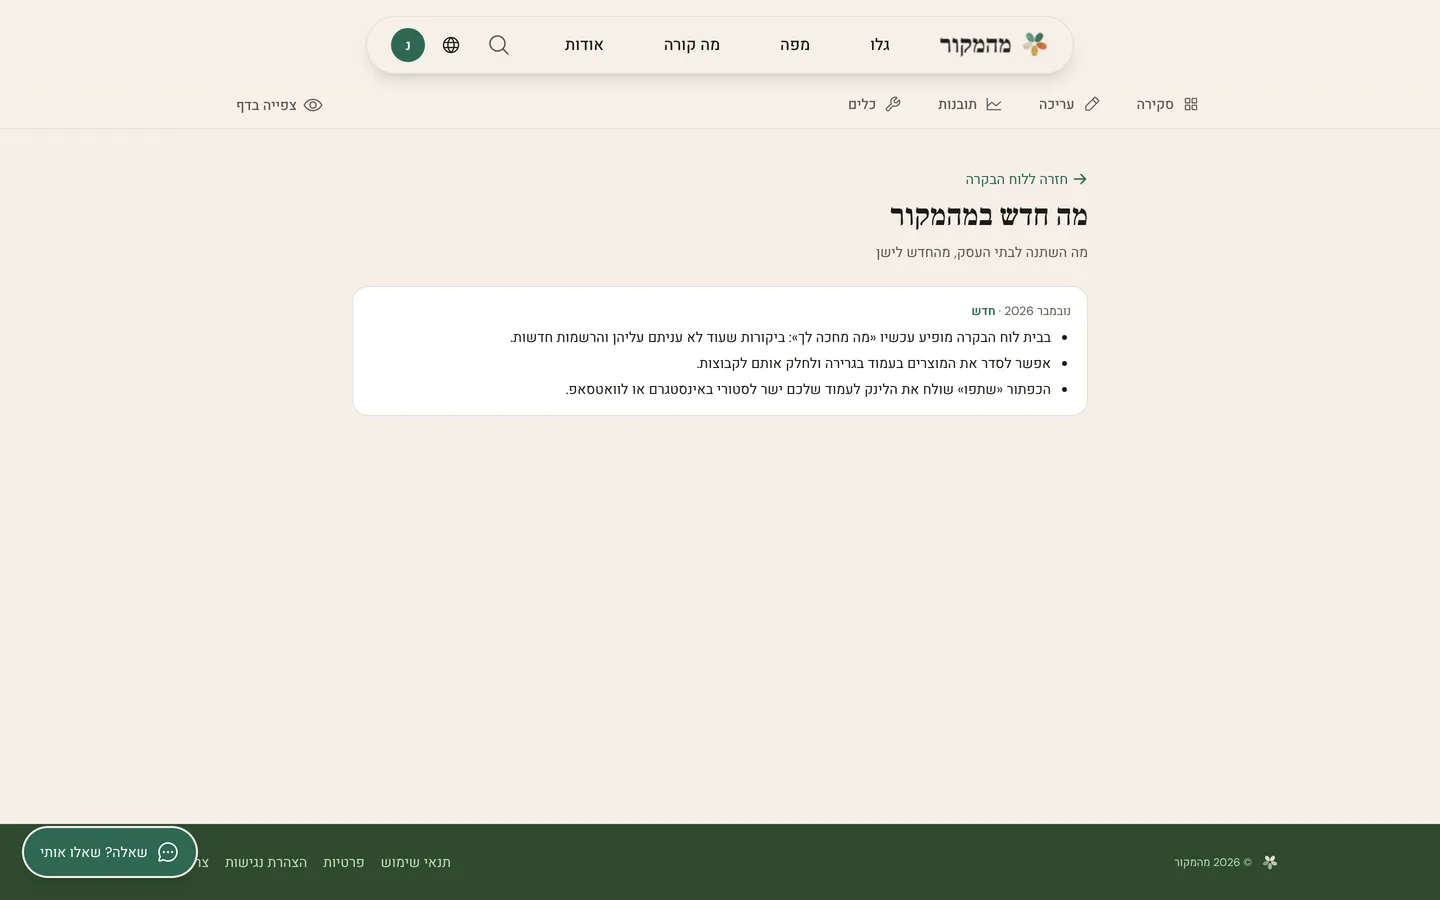 מהמקור
גלו
מפה
מה קורה
אודות
נ
סקירה
עריכה
תובנות
כלים
צפייה בדף
חזרה ללוח הבקרה
מה חדש במהמקור
מה השתנה לבתי העסק, מהחדש לישן
נובמבר 2026 · חדש
בבית לוח הבקרה מופיע עכשיו «מה מחכה לך»: ביקורות שעוד לא עניתם עליהן והרשמות חדשות.
אפשר לסדר את המוצרים בעמוד בגרירה ולחלק אותם לקבוצות.
הכפתור «שתפו» שולח את הלינק לעמוד שלכם ישר לסטורי באינסטגרם או לוואטסאפ.
© 2026 מהמקור
תנאי שימוש
פרטיות
הצהרת נגישות
שאלה? שאלו אותי